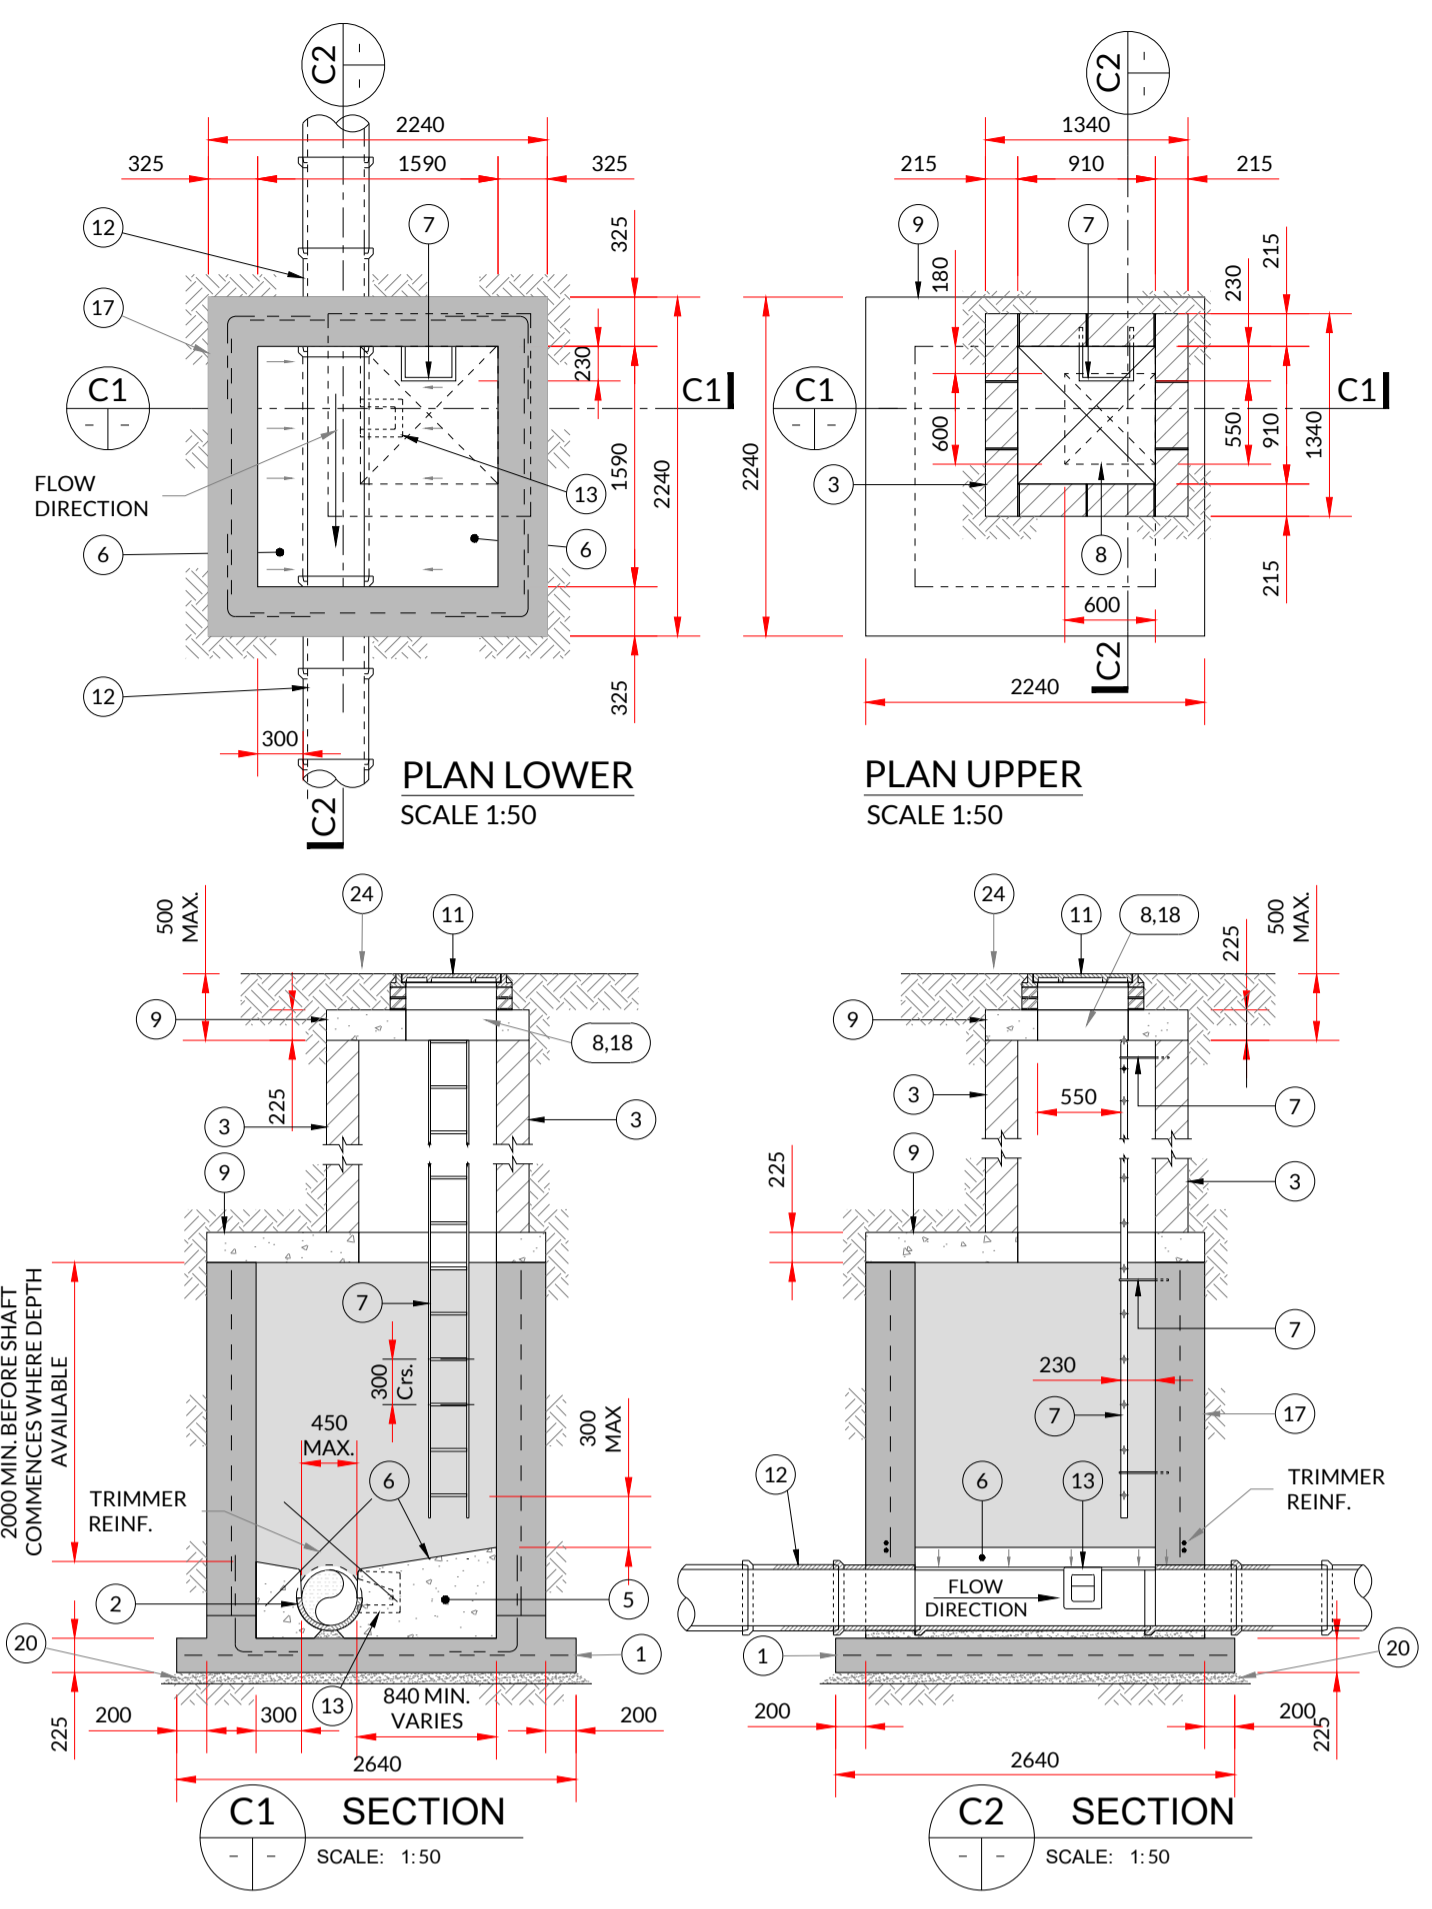 C2
2240
325
1590
325
12
7
325
17
230
C1
C1
1590
2240
FLOW
DIRECTION
13
6
6
12
325
300
C2
PLAN LOWER
SCALE 1:50
C2
1340
215
910
215
9
7
180
215
230
2240
C1
C1
600
550
910
1340
3
8
215
600
C2
2240
PLAN UPPER
SCALE 1:50
500
MAX.
24
11
9
8,18
225
3
3
9
2000 MIN. BEFORE SHAFT
COMMENCES WHERE DEPTH
AVAILABLE
7
300
Crs.
450
MAX.
300
MAX
6
TRIMMER
REINF.
2
5
20
1
13
840 MIN.
VARIES
200
300
200
225
2640
C1
SECTION
SCALE: 1:50
24
11
8,18
225
500
MAX.
9
3
550
7
9
225
3
7
230
7
17
12
6
13
TRIMMER
REINF.
FLOW
DIRECTION
1
20
200
200
225
2640
C2
SECTION
SCALE: 1:50